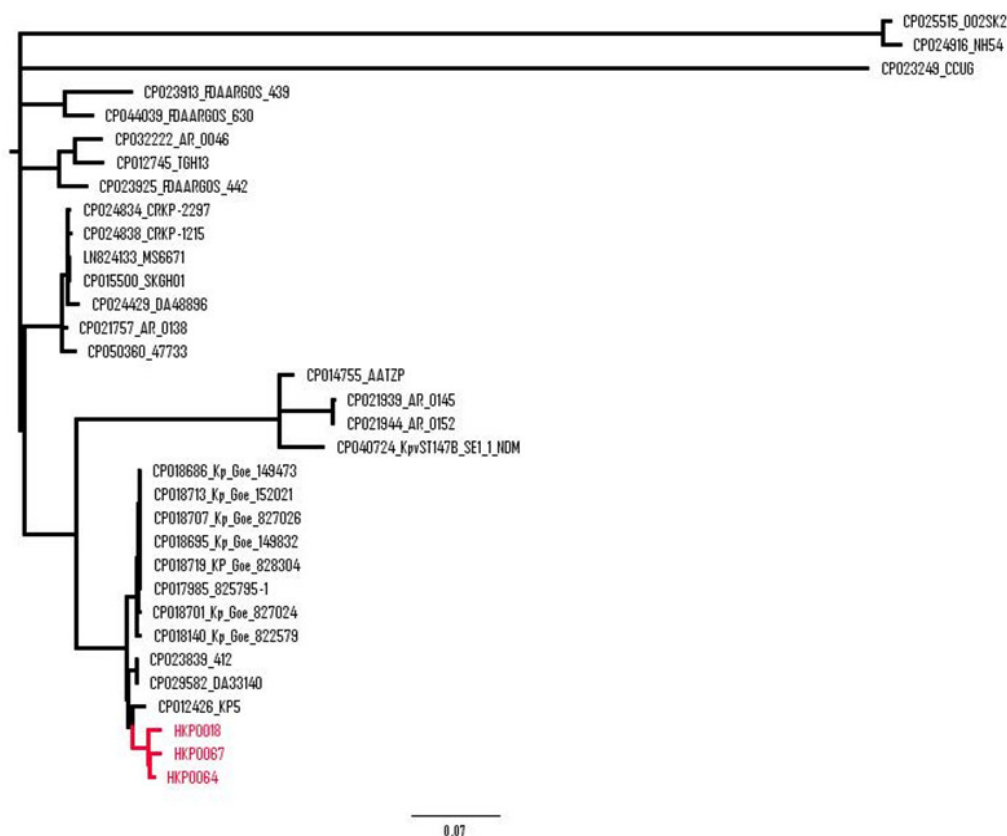 CP025515_002SK2
CP024916_NH54
CP023249_CCUG
CP023913_FDAARGOS_439
CP044039_FDAARGOS_630
CP032222_AR_0046
CP012745_TGH13
CP023925_FDAARGOS_442
CP024834_CRKP-2297
CP024838_CRKP-1215
LN824133_MS6671
CP015500_SKGH01
CP024429_DA48896
CP021757_AR_0138
CP050360_47733
CP014755_AATZP
CP021939_AR_0145
CP021944_AR_0152
CP040724_KpvST147B_SE1_1_NDM
CP018686_Kp_Goe_149473
CP018713_Kp_Goe_152021
CP018707_Kp_Goe_827026
CP018695_Kp_Goe_149832
CP018719_KP_Goe_828304
CP017985_825795-1
CP018701_Kp_Goe_827024
CP018140_Kp_Goe_822579
CP023839_412
CP029582_DA33140
CP012426_KP5
HKP0018
HKP0067
HKP0064
0.07